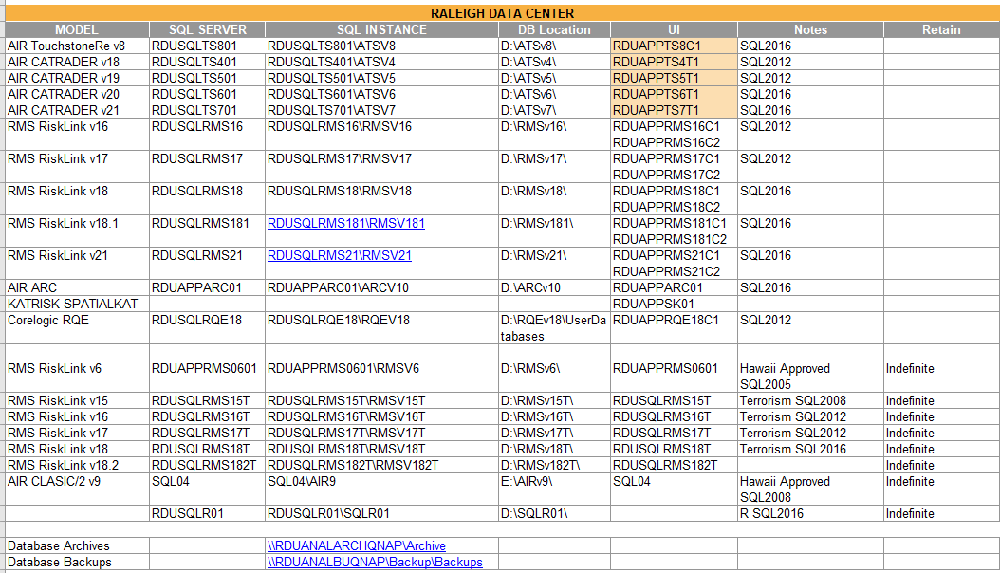 RALEIGH DATA CENTER
MODEL SQL SERVER SQL INSTANCE DB Location UI Notes Retain
AIR TouchstoneRe v8 RDUSQLTS801 RDUSQLTS801\ATSV8 D:\ATSv8\ RDUAPPTS8C1 SQL2016
AIR CATRADER v18 RDUSQLTS401 RDUSQLTS401\ATSV4 D:\ATSv4\ RDUAPPTS4T1 SQL2012
AIR CATRADER v19 RDUSQLTS501 RDUSQLTS501\ATSV5 D:\ATSv5\ RDUAPPTS5T1 SQL2012
AIR CATRADER v20 RDUSQLTS601 RDUSQLTS601\ATSV6 D:\ATSv6\ RDUAPPTS6T1 SQL2016
AIR CATRADER v21 RDUSQLTS701 RDUSQLTS701\ATSV7 D:\ATSv7\ RDUAPPTS7T1 SQL2016
RMS RiskLink v16 RDUSQLRMS16 RDUSQLRMS16\RMSV16 D:\RMSv16\ RDUAPPRMS16C1 SQL2012
RDUAPPRMS16C2
RMS RiskLink v17 RDUSQLRMS17 RDUSQLRMS17\RMSV17 D:\RMSv17\ RDUAPPRMS17C1 SQL2012
RDUAPPRMS17C2
RMS RiskLink v18 RDUSQLRMS18 RDUSQLRMS18\RMSV18 D:\RMSv18\ RDUAPPRMS18C1 SQL2016
RDUAPPRMS18C2
RMS RiskLink v18.1 RDUSQLRMS181 RDUSQLRMS181\RMSV181 D:\RMSv181\ RDUAPPRMS181C1 SQL2016
RDUAPPRMS181C2
RMS RiskLink v21 RDUSQLRMS21 RDUSQLRMS21\RMSV21 D:\RMSv21\ RDUAPPRMS21C1 SQL2016
RDUAPPRMS21C2
AIR ARC RDUAPPARC01 RDUAPPARC01\ARCV10 D:\ARCv10 RDUAPPARC01 SQL2016
KATRISK SPATIALKAT RDUAPPSK01
Corelogic RQE RDUSQLRQE18 RDUSQLRQE18\RQEV18 D:\RQEv18\UserDa RDUAPPRQE18C1 SQL2012
tabases
RMS RiskLink v6 RDUAPPRMS0601 RDUAPPRMS0601\RMSV6 D:\RMSv6\ RDUAPPRMS0601 Hawaii Approved Indefinite
SQL2005
RMS RiskLink v15 RDUSQLRMS15T RDUSQLRMS15T\RMSV15T D:\RMSv15T\ RDUSQLRMS15T Terrorism SQL2008 Indefinite
RMS RiskLink v16 RDUSQLRMS16T RDUSQLRMS16T\RMSV16T D:\RMSv16T\ RDUSQLRMS16T Terrorism SQL2012 Indefinite
RMS RiskLink v17 RDUSQLRMS17T RDUSQLRMS17T\RMSV17T D:\RMSv17T\ RDUSQLRMS17T Terrorism SQL2012 Indefinite
RMS RiskLink v18 RDUSQLRMS18T RDUSQLRMS18T\RMSV18T D:\RMSv18T\ RDUSQLRMS18T Terrorism SQL2016 Indefinite
RMS RiskLink v18.2 RDUSQLRMS182T RDUSQLRMS182T\RMSV182T D:\RMSv182T\ RDUSQLRMS182T Indefinite
AIR CLASIC/2 v9 SQL04 SQL04\AIR9 E:\AIRv9\ SQL04 Hawaii Approved Indefinite
SQL2008
RDUSQLR01 RDUSQLR01\SQLR01 D:\SQLR01\ R SQL2016 Indefinite
Database Archives \\RDUANALARCHQNAP\Archive
Database Backups \\RDUANALBUQNAP\Backup\Backups